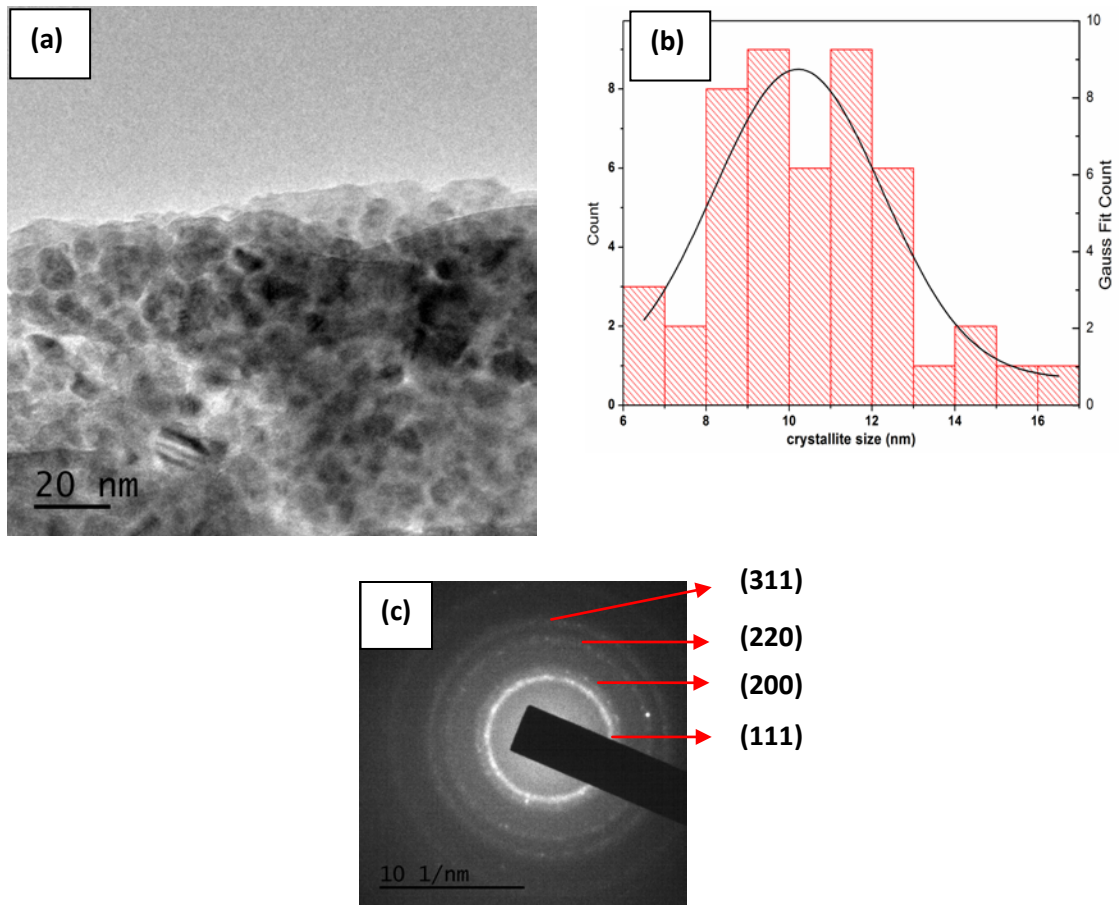 (a)
20 nm
(b)
Count
8
6
4
2
0
10
8
6
4
2
0
Gauss Fit Count
6 8 10 12 14 16
crystallite size (nm)
(c)
10 1/nm
(311)
(220)
(200)
(111)